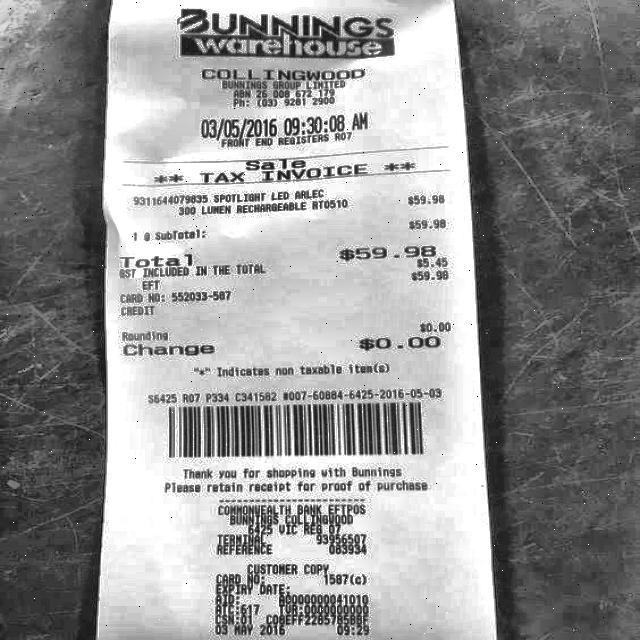 BUNNINGS
warehouse
COLLINGWOOD
BUNNINGS GROUP LIMITED
ABN 26 008 672 179
Ph: (03) 9281 2900
03/05/2016 09:30:08 AM
FRONT END REGISTERS R07
Sale
** TAX INVOICE **
9311644079835 SPOTLIGHT LED ARLEC $59.98
300 LUMEN RECHARGEABLE RT0510
1 @ SubTotal: $59.98
Total $59.98
GST INCLUDED IN THE TOTAL $5.45
EFT $59.98
CARD NO: 552033-587
CREDIT
Rounding $0.00
Change $0.00
"*" Indicates non taxable item(s)
S6425 R07 P334 C341582 #007-60884-6425-2016-05-03
Thank you for shopping with Bunnings
Please retain receipt for proof of purchase
COMMONWEALTH BANK EFTPOS
BUNNINGS COLLINGWOOD
6425 VIC REG 07
TERMINAL 93956507
REFERENCE 083934
CUSTOMER COPY
CARD NO: 1587(c)
EXPIRY DATE:
AID: A0000000041010
ATC:617 TVR:0000000000
CSN:01
03 MAY 2016 09:29